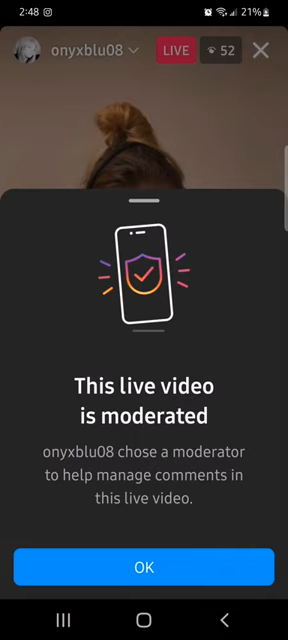 2:48
21%
onyxblu08
LIVE
52
This live video
is moderated
onyxblu08 chose a moderator
to help manage comments in
this live video.
OK